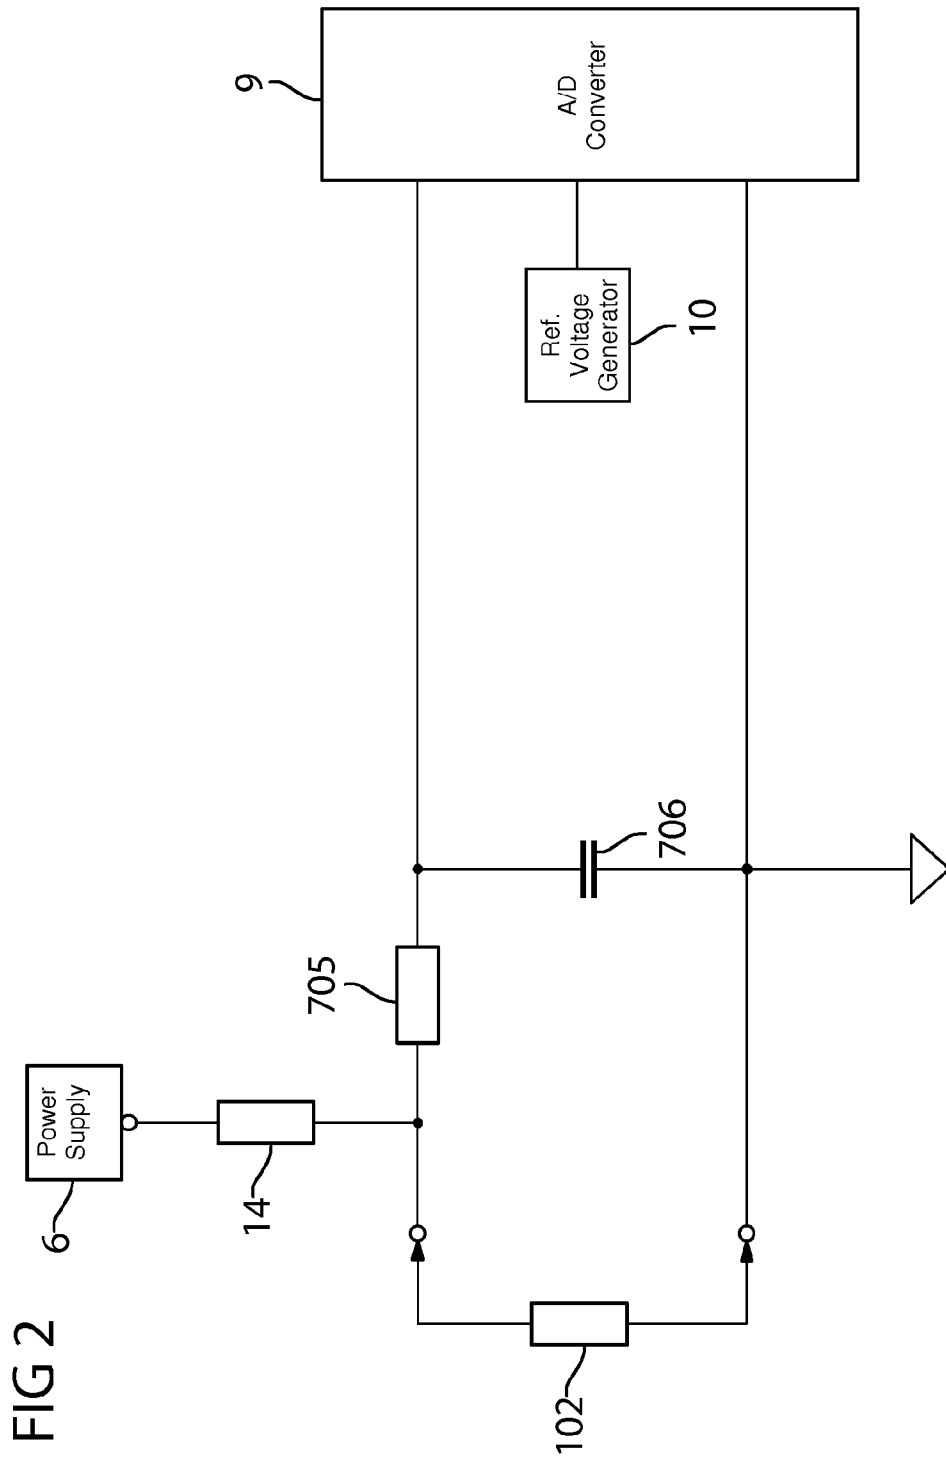 FIG 2
6
Power
Supply
14
705
102
706
Ref.
Voltage
Generator
10
9
A/D
Converter